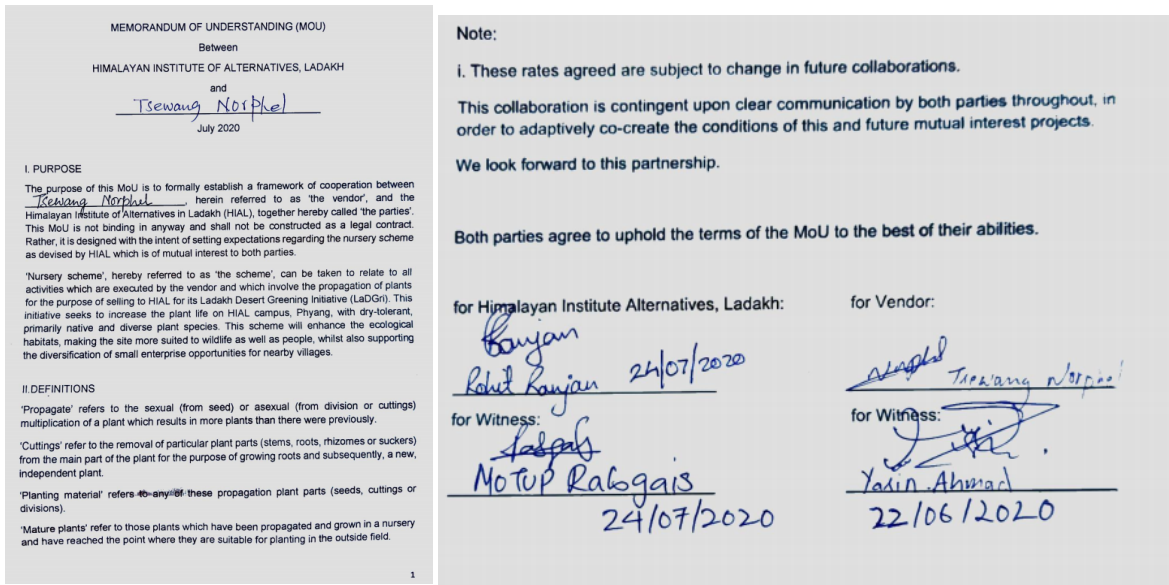 MEMORANDUM OF UNDERSTANDING (MOU)
Between
HIMALAYAN INSTITUTE OF ALTERNATIVES, LADAKH
and
Tsewang Norphel
July 2020
I. PURPOSE
The purpose of this MoU is to formally establish a framework of cooperation between
Tsewang Norphel, herein referred to as 'the vendor', and the
Himalayan Institute of Alternatives in Ladakh (HIAL), together hereby called 'the parties'.
This MoU is not binding in anyway and shall not be constructed as a legal contract.
Rather, it is designed with the intent of setting expectations regarding the nursery scheme
as devised by HIAL which is of mutual interest to both parties.
'Nursery scheme', hereby referred to as 'the scheme', can be taken to relate to all
activities which are executed by the vendor and which involve the propagation of plants
for the purpose of selling to HIAL for its Ladakh Desert Greening Initiative (LaDGri). This
initiative seeks to increase the plant life on HIAL campus, Phyang, with dry-tolerant,
primarily native and diverse plant species. This scheme will enhance the ecological
habitats, making the site more suited to wildlife as well as people, whilst also supporting
the diversification of small enterprise opportunities for nearby villages.
II.DEFINITIONS
'Propagate' refers to the sexual (from seed) or asexual (from division or cuttings)
multiplication of a plant which results in more plants than there were previously.
'Cuttings' refer to the removal of particular plant parts (stems, roots, rhizomes or suckers)
from the main part of the plant for the purpose of growing roots and subsequently, a new,
independent plant.
'Planting material' refers to any of these propagation plant parts (seeds, cuttings or
divisions).
'Mature plants' refer to those plants which have been propagated and grown in a nursery
and have reached the point where they are suitable for planting in the outside field.
1
Note:
i. These rates agreed are subject to change in future collaborations.
This collaboration is contingent upon clear communication by both parties throughout, in
order to adaptively co-create the conditions of this and future mutual interest projects.
We look forward to this partnership.
Both parties agree to uphold the terms of the MoU to the best of their abilities.
for Himalayan Institute Alternatives, Ladakh:
Ranjan
Rohit Ranjan 24/07/2020
for Witness:
MOTUP Rabgais
24/07/2020
for Vendor:
Norphel Tsewang Norphel
for Witness:
Yasin Ahmad
22/06/2020